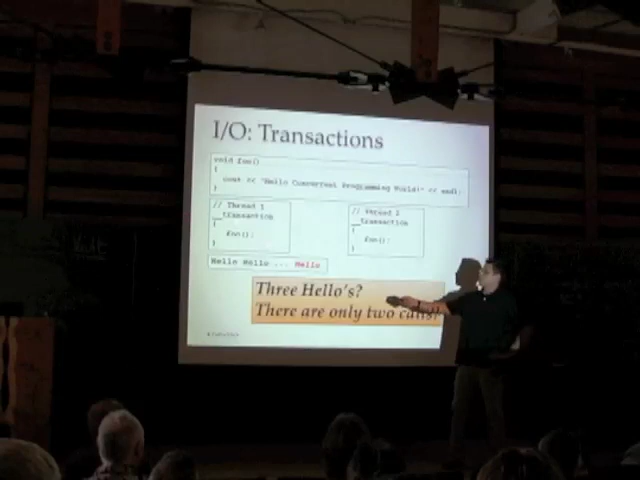 I/O: Transactions
void foo()
{
cout << "Hello Concurrent Programming World!" << endl;
}
// Thread 1
__transaction
{
foo();
}
// Thread 2
__transaction
{
foo();
}
Hello Hello ... Hello
Three Hello's?
There are only two calls?